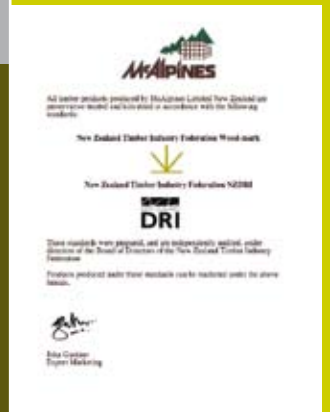 McAlpines
All timber products produced by McAlpines Limited New Zealand are
preservative treated and kiln dried in accordance with the following
standards:
New Zealand Timber Industry Federation Wood-mark
New Zealand Timber Industry Federation NZDRI
DRI
These standards were prepared, and are independently audited, under
direction of the Board of Directors of the New Zealand Timber Industry
Federation
Products produced under these standards can be marketed under the above
brands.
Export Marketing